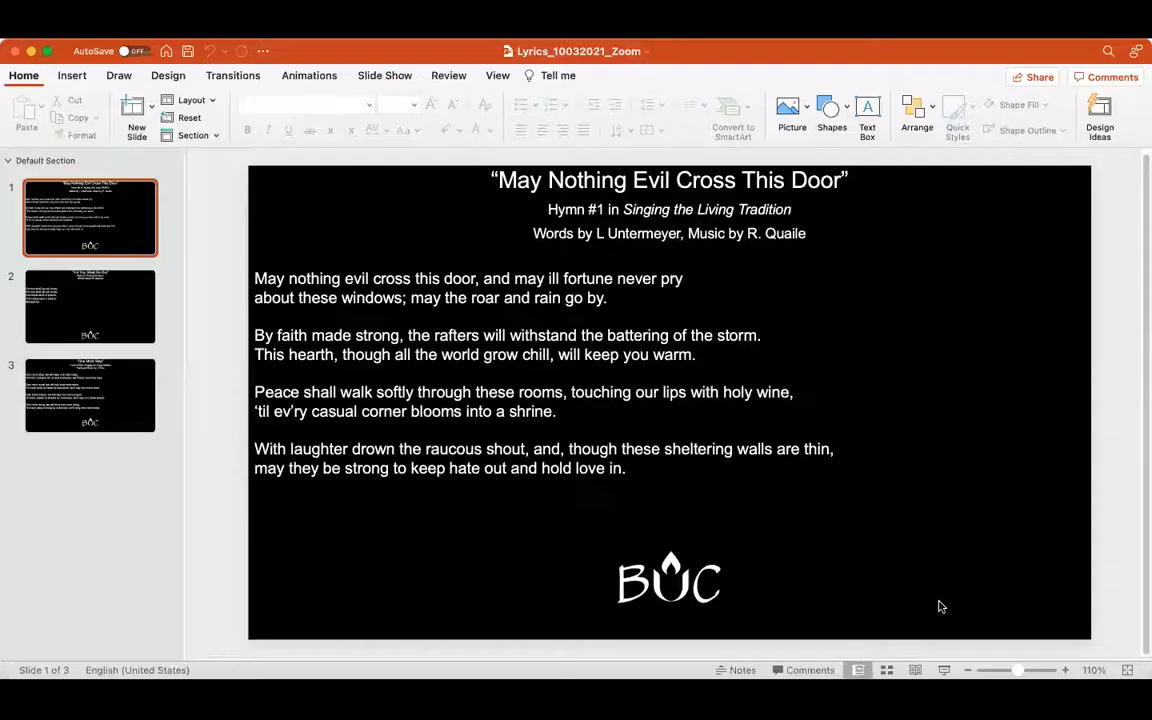 AutoSave OFF
Lyrics_10032021_Zoom
Home Insert Draw Design Transitions Animations Slide Show Review View Tell me
Share Comments
Paste
Cut
Copy
Format
New Slide
Layout
Reset
Section
Convert to SmartArt
Picture
Shapes
Text Box
Arrange
Quick Styles
Shape Fill
Shape Outline
Design Ideas
Default Section
1
2
3
“May Nothing Evil Cross This Door”
Hymn #1 in Singing the Living Tradition
Words by L Untermeyer, Music by R. Quaile
May nothing evil cross this door, and may ill fortune never pry
about these windows; may the roar and rain go by.
By faith made strong, the rafters will withstand the battering of the storm.
This hearth, though all the world grow chill, will keep you warm.
Peace shall walk softly through these rooms, touching our lips with holy wine,
‘til ev’ry casual corner blooms into a shrine.
With laughter drown the raucous shout, and, though these sheltering walls are thin,
may they be strong to keep hate out and hold love in.
BUC
Slide 1 of 3 English (United States)
Notes Comments 110%